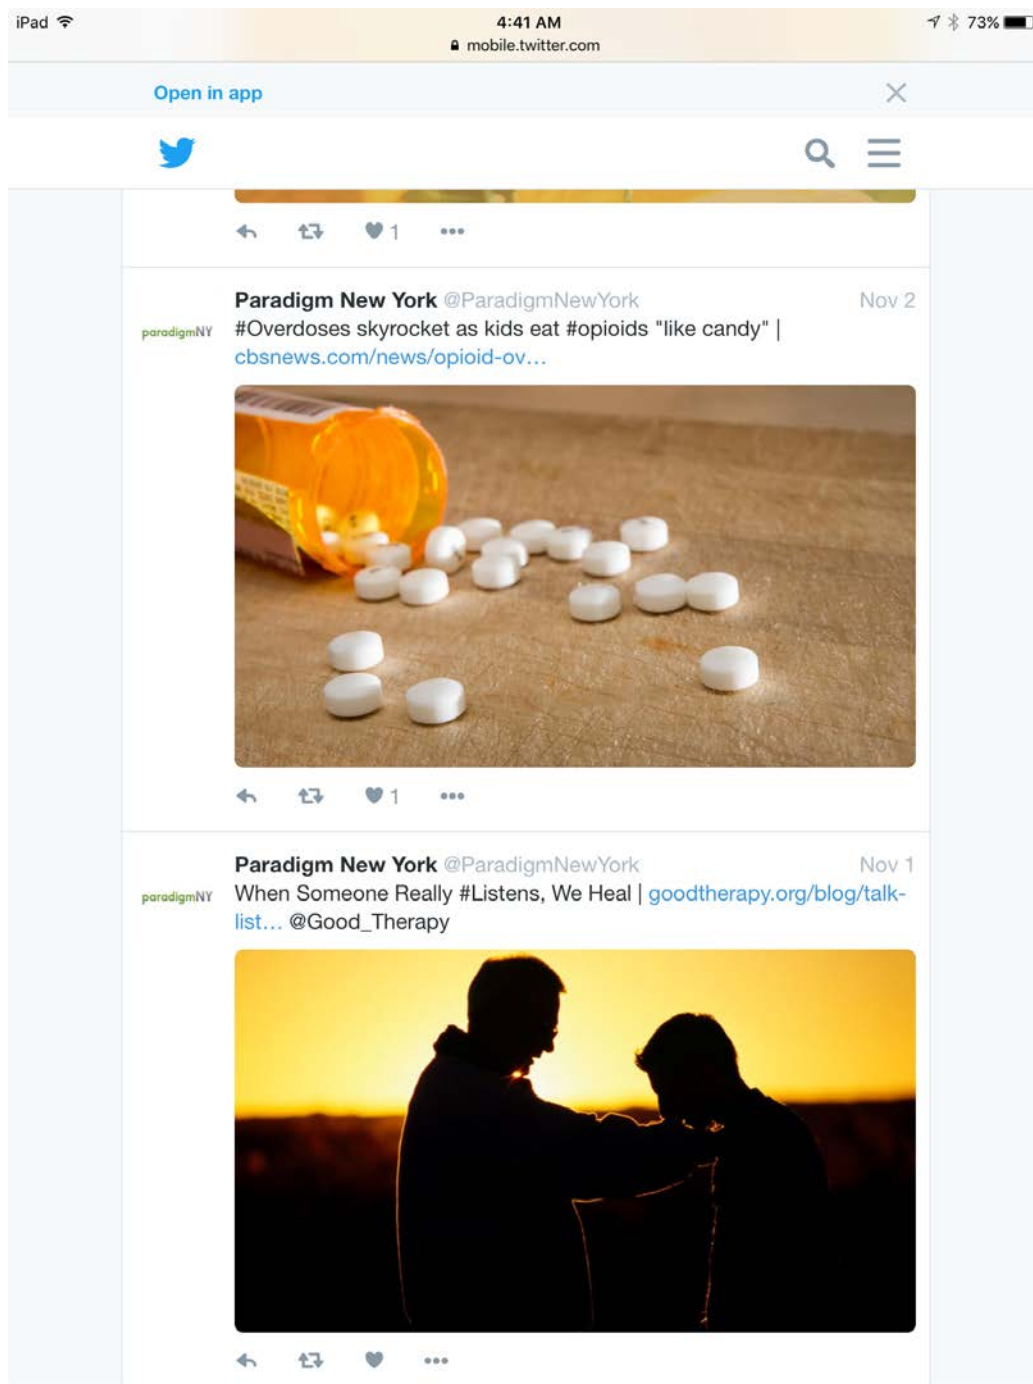 iPad
4:41 AM
73%
mobile.twitter.com
Open in app
1
Paradigm New York @ParadigmNewYork Nov 2
paradigmNY
#Overdoses skyrocket as kids eat #opioids "like candy" |
cbsnews.com/news/opioid-ov…
1
Paradigm New York @ParadigmNewYork Nov 1
paradigmNY
When Someone Really #Listens, We Heal | goodtherapy.org/blog/talk-
list… @Good_Therapy